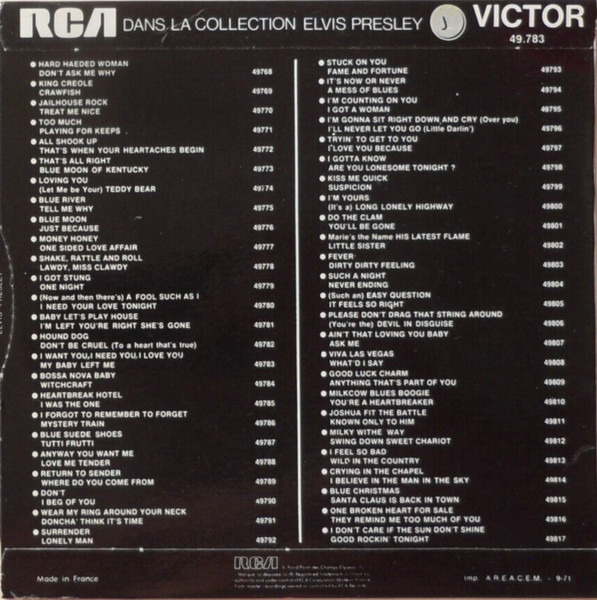 RCA DANS LA COLLECTION ELVIS PRESLEY VICTOR
49.783
HARD HAEDED WOMAN
DON'T ASK ME WHY 49768
KING CREOLE
CRAWFISH 49769
JAILHOUSE ROCK
TREAT ME NICE 49770
TOO MUCH
PLAYING FOR KEEPS 49771
ALL SHOOK UP
THAT'S WHEN YOUR HEARTACHES BEGIN 49772
THAT'S ALL RIGHT
BLUE MOON OF KENTUCKY 49773
LOVING YOU
(Let me be Your) TEDDY BEAR 49774
BLUE RIVER
TELL ME WHY 49775
BLUE MOON
JUST BECAUSE 49776
MONEY HONEY
ONE SIDED LOVE AFFAIR 49777
SHAKE, RATTLE AND ROLL
LAWDY, MISS CLAWDY 49778
I GOT STUNG
ONE NIGHT 49779
(Now and then there's) A FOOL SUCH AS I
I NEED YOUR LOVE TONIGHT 49780
BABY LET'S PLAY HOUSE
I'M LEFT YOU'RE RIGHT SHE'S GONE 49781
HOUND DOG
DON'T BE CRUEL (To a heart that's true) 49782
I WANT YOU, I NEED YOU, I LOVE YOU
MY BABY LEFT ME 49783
BOSSA NOVA BABY
WITCHCRAFT 49784
HEARTBREAK HOTEL
I WAS THE ONE 49785
I FORGOT TO REMEMBER TO FORGET
MYSTERY TRAIN 49786
BLUE SUEDE SHOES
TUTTI FRUTTI 49787
ANYWAY YOU WANT ME
LOVE ME TENDER 49788
RETURN TO SENDER
WHERE DO YOU COME FROM 49789
DON'T
I BEG OF YOU 49790
WEAR MY RING AROUND YOUR NECK
DONCHA' THINK IT'S TIME 49791
SURRENDER
LONELY MAN 49792
STUCK ON YOU
FAME AND FORTUNE 49793
IT'S NOW OR NEVER
A MESS OF BLUES 49794
I'M COUNTING ON YOU
I GOT A WOMAN 49795
I'M GONNA SIT RIGHT DOWN AND CRY (Over you)
I'LL NEVER LET YOU GO (Little Darlin') 49796
TRYIN' TO GET TO YOU
I'LOVE YOU BECAUSE 49797
I GOTTA KNOW
ARE YOU LONESOME TONIGHT ? 49798
KISS ME QUICK
SUSPICION 49799
I'M YOURS
(It's a) LONG LONELY HIGHWAY 49800
DO THE CLAM
YOU'LL BE GONE 49801
Marie's the Name HIS LATEST FLAME
LITTLE SISTER 49802
FEVER
DIRTY DIRTY FEELING 49803
SUCH A NIGHT
NEVER ENDING 49804
(Such an) EASY QUESTION
IT FEELS SO RIGHT 49805
PLEASE DON'T DRAG THAT STRING AROUND
(You're the) DEVIL IN DISGUISE 49806
AIN'T THAT LOVING YOU BABY
ASK ME 49807
VIVA LAS VEGAS
WHAT'D I SAY 49808
GOOD LUCK CHARM
ANYTHING THAT'S PART OF YOU 49809
MILKCOW BLUES BOOGIE
YOU'RE A HEARTBREAKER 49810
JOSHUA FIT THE BATTLE
KNOWN ONLY TO HIM 49811
MILKY WITHE WAY
SWING DOWN SWEET CHARIOT 49812
I FEEL SO BAD
WILD IN THE COUNTRY 49813
CRYING IN THE CHAPEL
I BELIEVE IN THE MAN IN THE SKY 49814
BLUE CHRISTMAS
SANTA CLAUS IS BACK IN TOWN 49815
ONE BROKEN HEART FOR SALE
THEY REMIND ME TOO MUCH OF YOU 49816
I DON'T CARE IF THE SUN DON'T SHINE
GOOD ROCKIN' TONIGHT 49817
Made in France
RCA
Imp. A.R.E.A.C.E.M. - 9-71